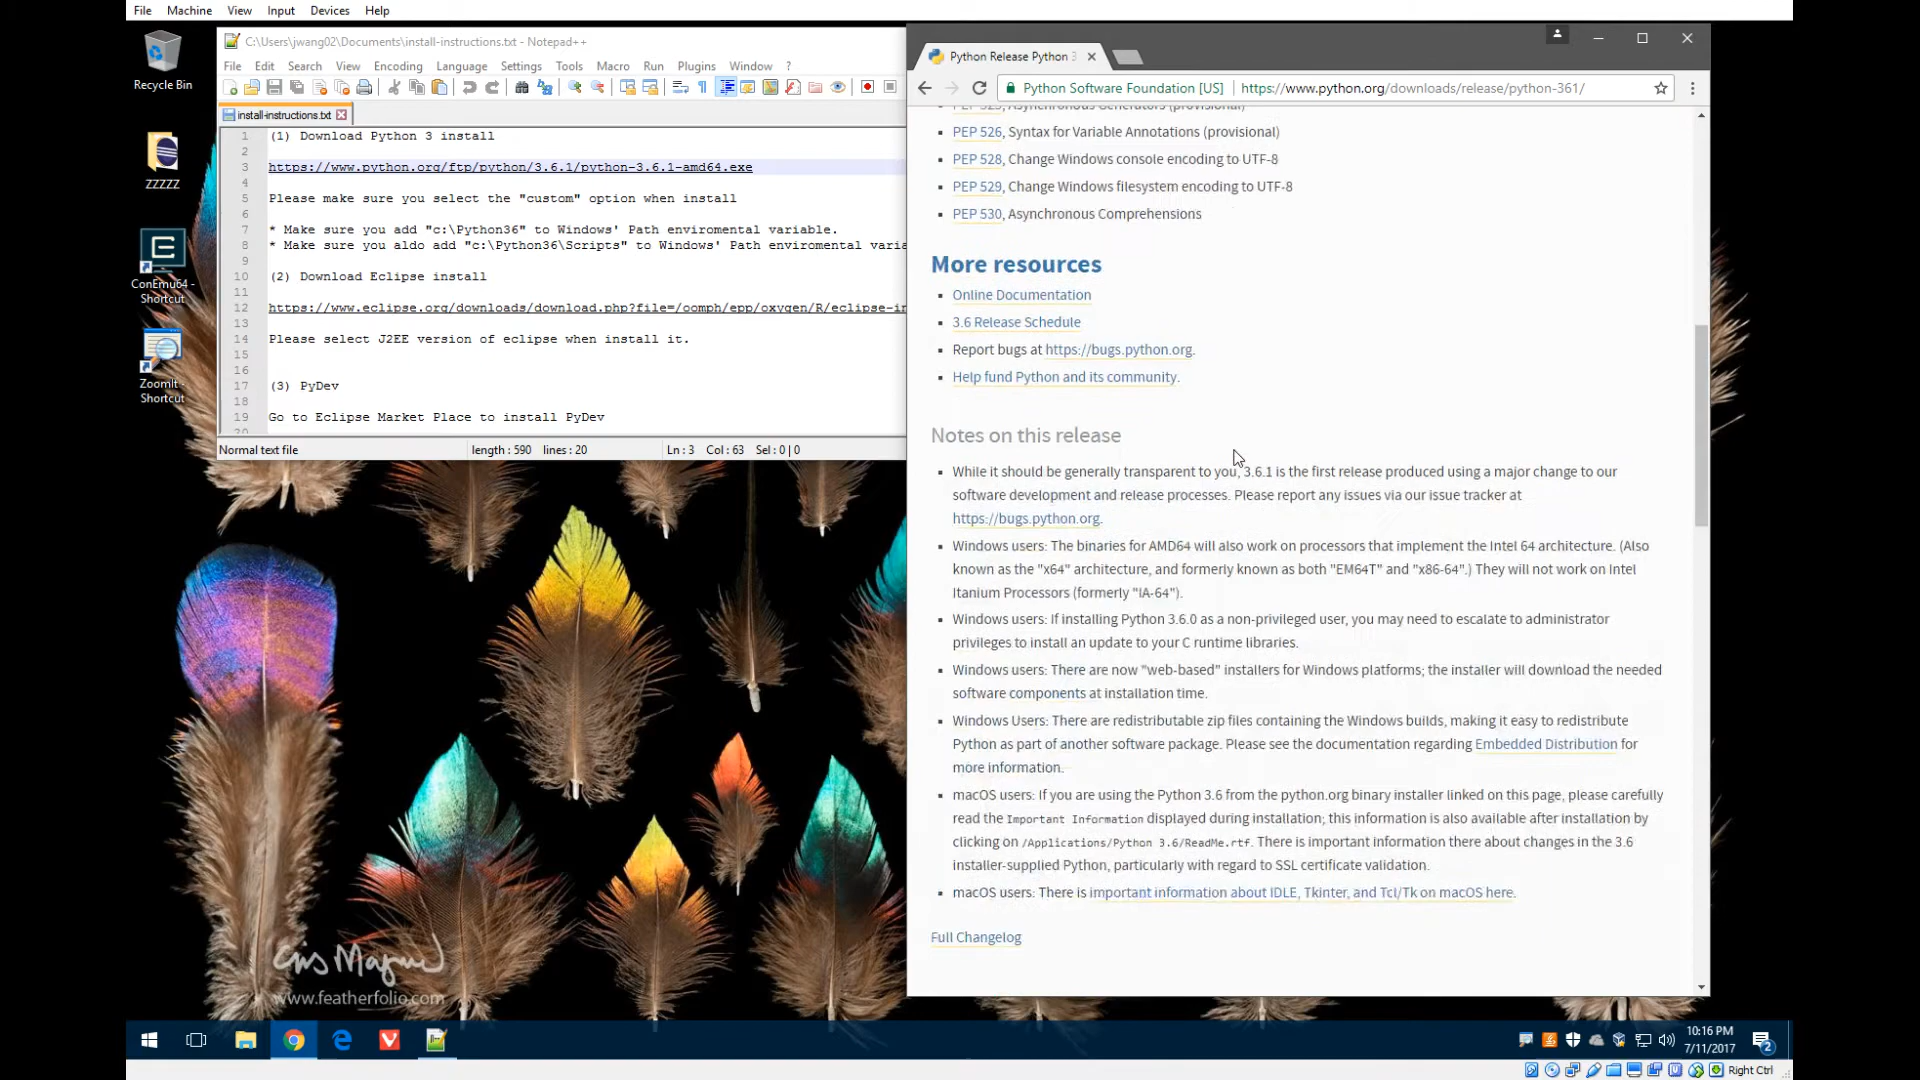 File Machine View Input Devices Help
Recycle Bin
ZZZZZ
ConEmu64 -
Shortcut
ZoomIt -
Shortcut
C:\Users\jwang02\Documents\install-instructions.txt - Notepad++
File Edit Search View Encoding Language Settings Tools Macro Run Plugins Window ?
install-instructions.txt
1 (1) Download Python 3 install
2
3 https://www.python.org/ftp/python/3.6.1/python-3.6.1-amd64.exe
4
5 Please make sure you select the "custom" option when install
6
7 * Make sure you add "c:\Python36" to Windows' Path enviromental variable.
8 * Make sure you aldo add "c:\Python36\Scripts" to Windows' Path enviromental varia
9
10 (2) Download Eclipse install
11
12 https://www.eclipse.org/downloads/download.php?file=/oomph/epp/oxygen/R/eclipse-in
13
14 Please select J2EE version of eclipse when install it.
15
16
17 (3) PyDev
18
19 Go to Eclipse Market Place to install PyDev
20
Normal text file length : 590 lines : 20 Ln : 3 Col : 63 Sel : 0 | 0
Python Release Python 3
Python Software Foundation [US] https://www.python.org/downloads/release/python-361/
PEP 525, Asynchronous Generators (provisional)
PEP 526, Syntax for Variable Annotations (provisional)
PEP 528, Change Windows console encoding to UTF-8
PEP 529, Change Windows filesystem encoding to UTF-8
PEP 530, Asynchronous Comprehensions
More resources
Online Documentation
3.6 Release Schedule
Report bugs at https://bugs.python.org.
Help fund Python and its community.
Notes on this release
While it should be generally transparent to you, 3.6.1 is the first release produced using a major change to our
software development and release processes. Please report any issues via our issue tracker at
https://bugs.python.org.
Windows users: The binaries for AMD64 will also work on processors that implement the Intel 64 architecture. (Also
known as the "x64" architecture, and formerly known as both "EM64T" and "x86-64".) They will not work on Intel
Itanium Processors (formerly "IA-64").
Windows users: If installing Python 3.6.0 as a non-privileged user, you may need to escalate to administrator
privileges to install an update to your C runtime libraries.
Windows users: There are now "web-based" installers for Windows platforms; the installer will download the needed
software components at installation time.
Windows Users: There are redistributable zip files containing the Windows builds, making it easy to redistribute
Python as part of another software package. Please see the documentation regarding Embedded Distribution for
more information.
macOS users: If you are using the Python 3.6 from the python.org binary installer linked on this page, please carefully
read the Important Information displayed during installation; this information is also available after installation by
clicking on /Applications/Python 3.6/ReadMe.rtf. There is important information there about changes in the 3.6
installer-supplied Python, particularly with regard to SSL certificate validation.
macOS users: There is important information about IDLE, Tkinter, and Tcl/Tk on macOS here.
Full Changelog
www.featherfolio.com
10:16 PM
7/11/2017
2
Right Ctrl